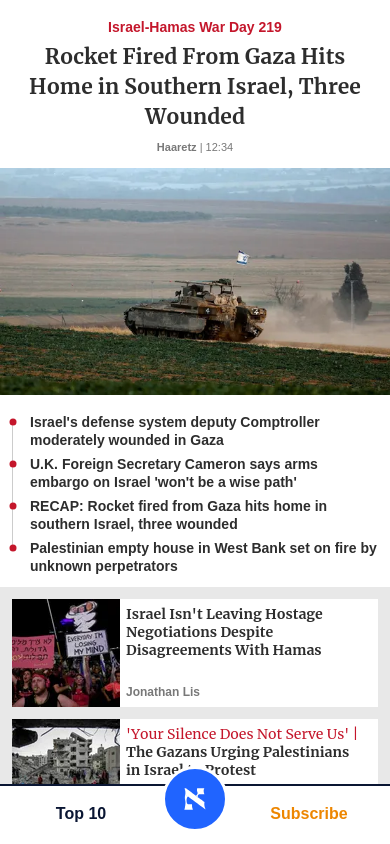 Israel-Hamas War Day 219
Rocket Fired From Gaza Hits
Home in Southern Israel, Three
Wounded
Haaretz | 12:34
Israel's defense system deputy Comptroller
moderately wounded in Gaza
U.K. Foreign Secretary Cameron says arms
embargo on Israel 'won't be a wise path'
RECAP: Rocket fired from Gaza hits home in
southern Israel, three wounded
Palestinian empty house in West Bank set on fire by
unknown perpetrators
EVERYDAY I'M
LOSING
MY MIND
Israel Isn't Leaving Hostage
Negotiations Despite
Disagreements With Hamas
Jonathan Lis
'Your Silence Does Not Serve Us' |
The Gazans Urging Palestinians
in Israel to Protest
Top 10
Subscribe